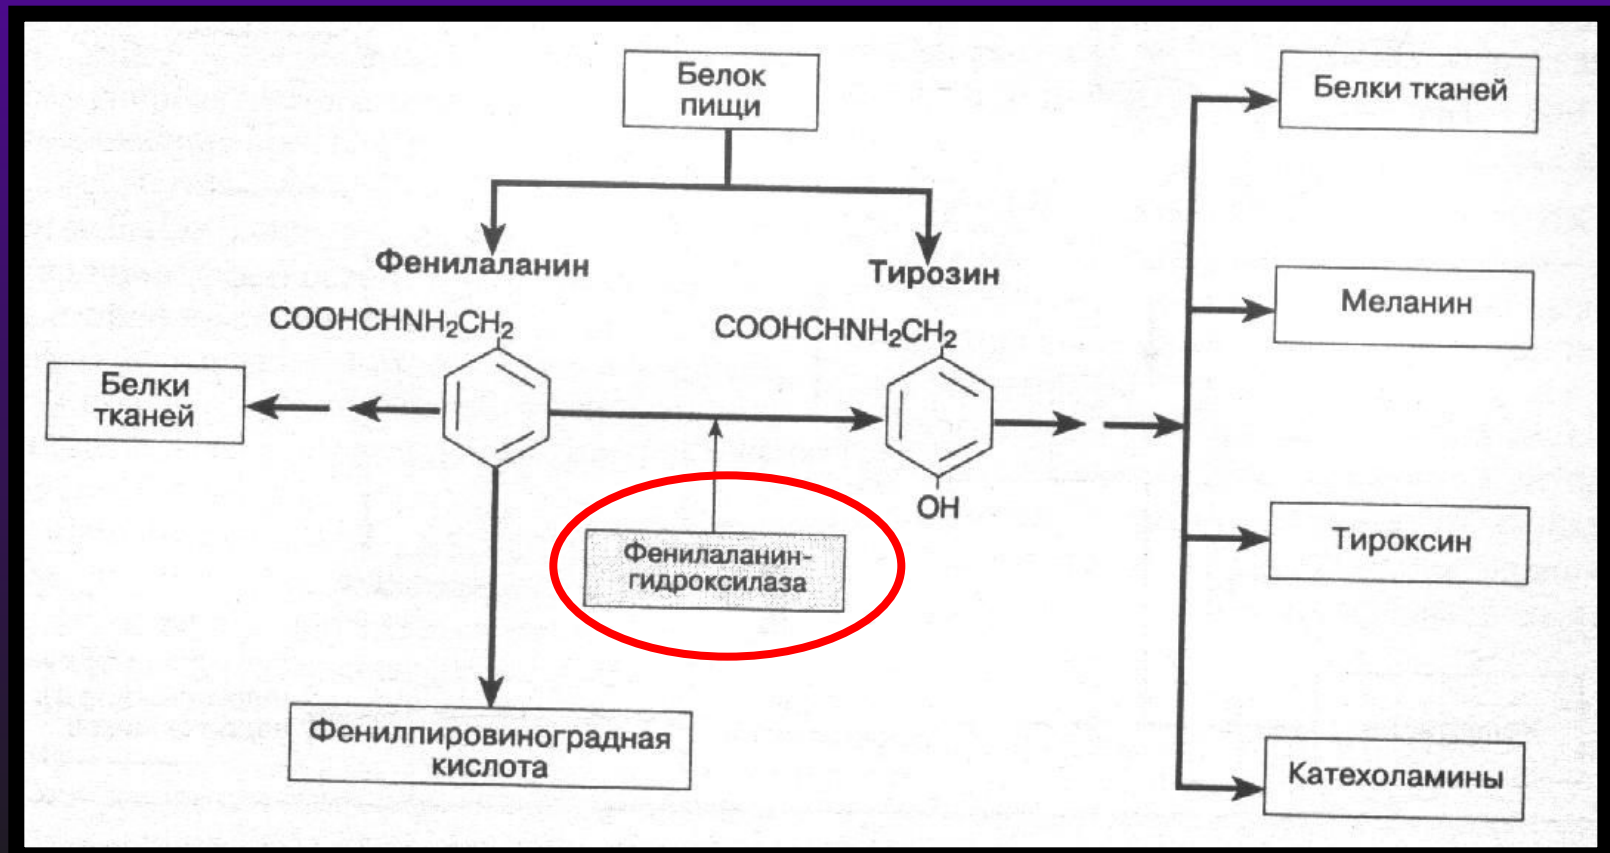 Белок
пищи
Белки тканей
Фенилаланин
Тирозин
COOHCHNH₂CH₂
COOHCHNH₂CH₂
Меланин
Белки
тканей
OH
Фенилаланин-
гидроксилаза
Тироксин
Фенилпировиноградная
кислота
Катехоламины